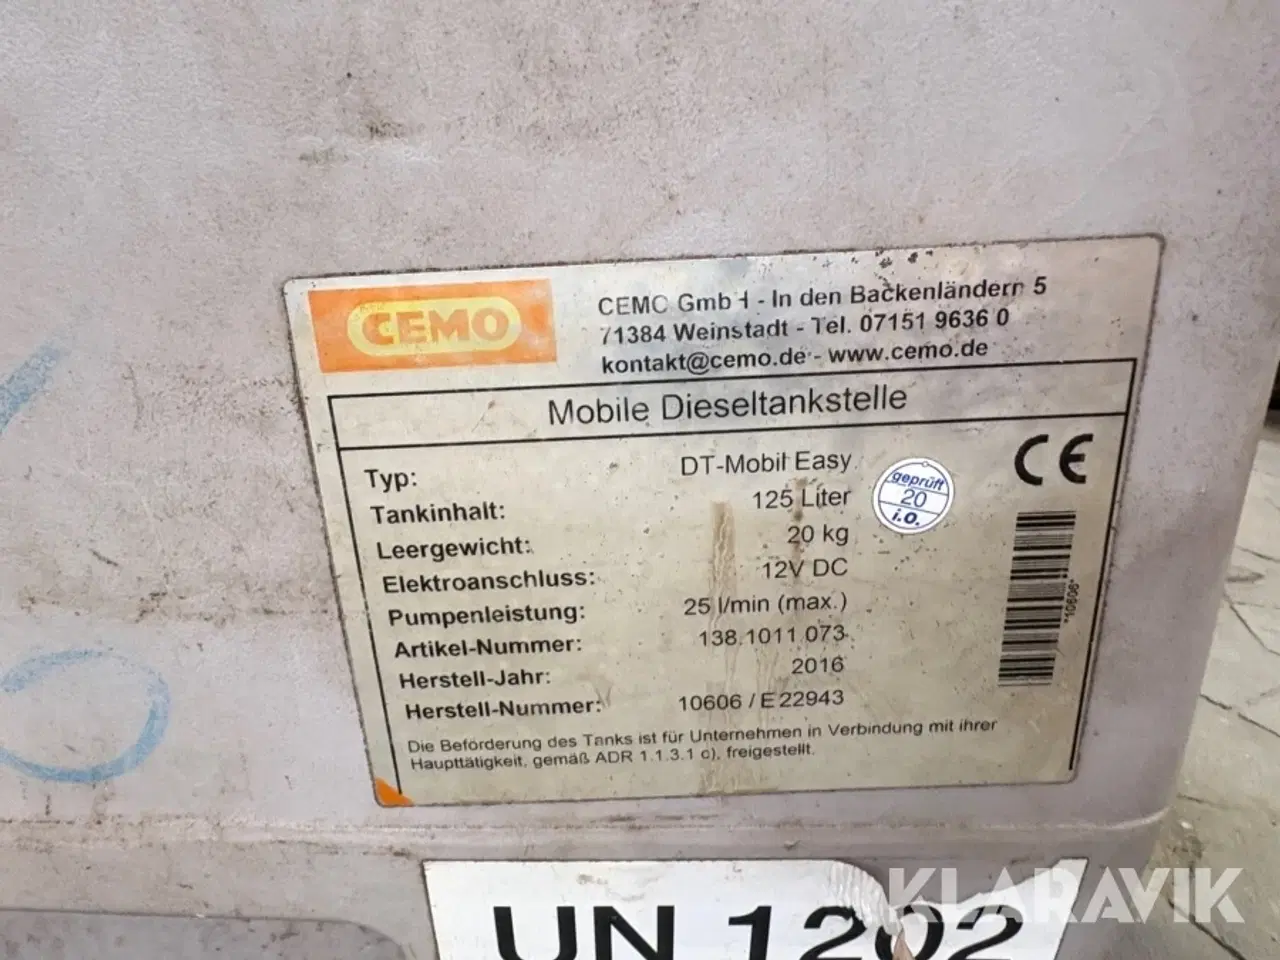 CEMO
CEMO GmbH - In den Backenländern 5
71384 Weinstadt - Tel. 07151 9636 0
kontakt@cemo.de - www.cemo.de
Mobile Dieseltankstelle
Typ: DT-Mobil Easy
Tankinhalt: 125 Liter
Leergewicht: 20 kg
Elektroanschluss: 12V DC
Pumpenleistung: 25 l/min (max.)
Artikel-Nummer: 138.1011.073
Herstell-Jahr: 2016
Herstell-Nummer: 10606 / E22943
geprüft
20
i.O.
CE
*10606*
Die Beförderung des Tanks ist für Unternehmen in Verbindung mit ihrer
Haupttätigkeit, gemäß ADR 1.1.3.1 c), freigestellt.
UN 1202
KLARAVIK